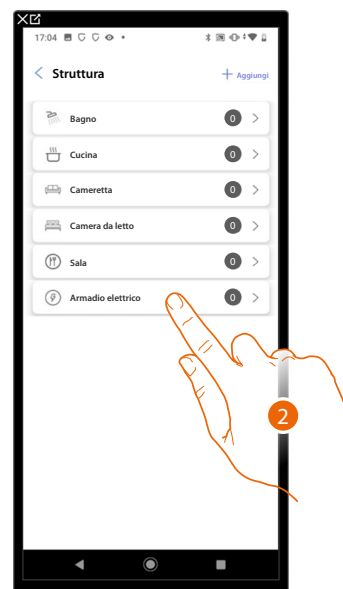 17:04
Struttura
+ Aggiungi
Bagno 0
Cucina 0
Cameretta 0
Camera da letto 0
Sala 0
Armadio elettrico 0
2